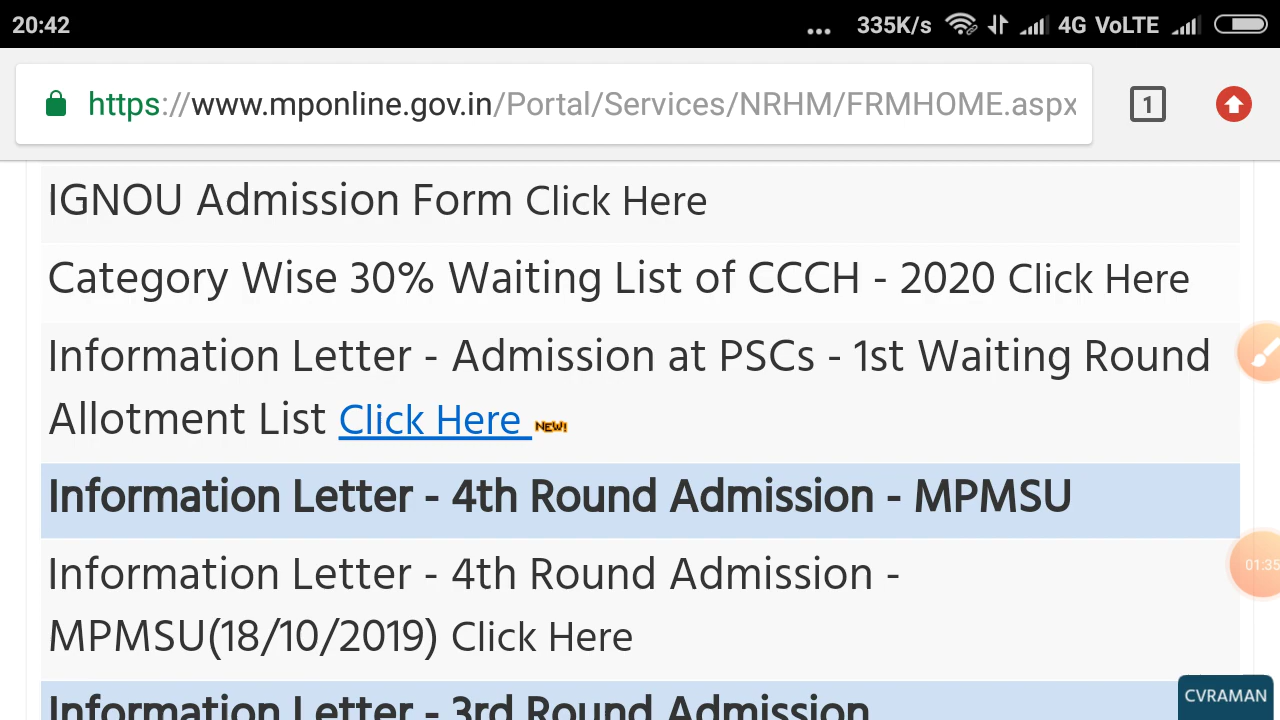 20:42 ... 335K/s 4G VoLTE
https://www.mponline.gov.in/Portal/Services/NRHM/FRMHOME.aspx 1
IGNOU Admission Form Click Here
Category Wise 30% Waiting List of CCCH - 2020 Click Here
Information Letter - Admission at PSCs - 1st Waiting Round
Allotment List Click Here NEW!
Information Letter - 4th Round Admission - MPMSU
Information Letter - 4th Round Admission -
01:35
MPMSU(18/10/2019) Click Here
Information Letter - 3rd Round Admission
CVRAMAN